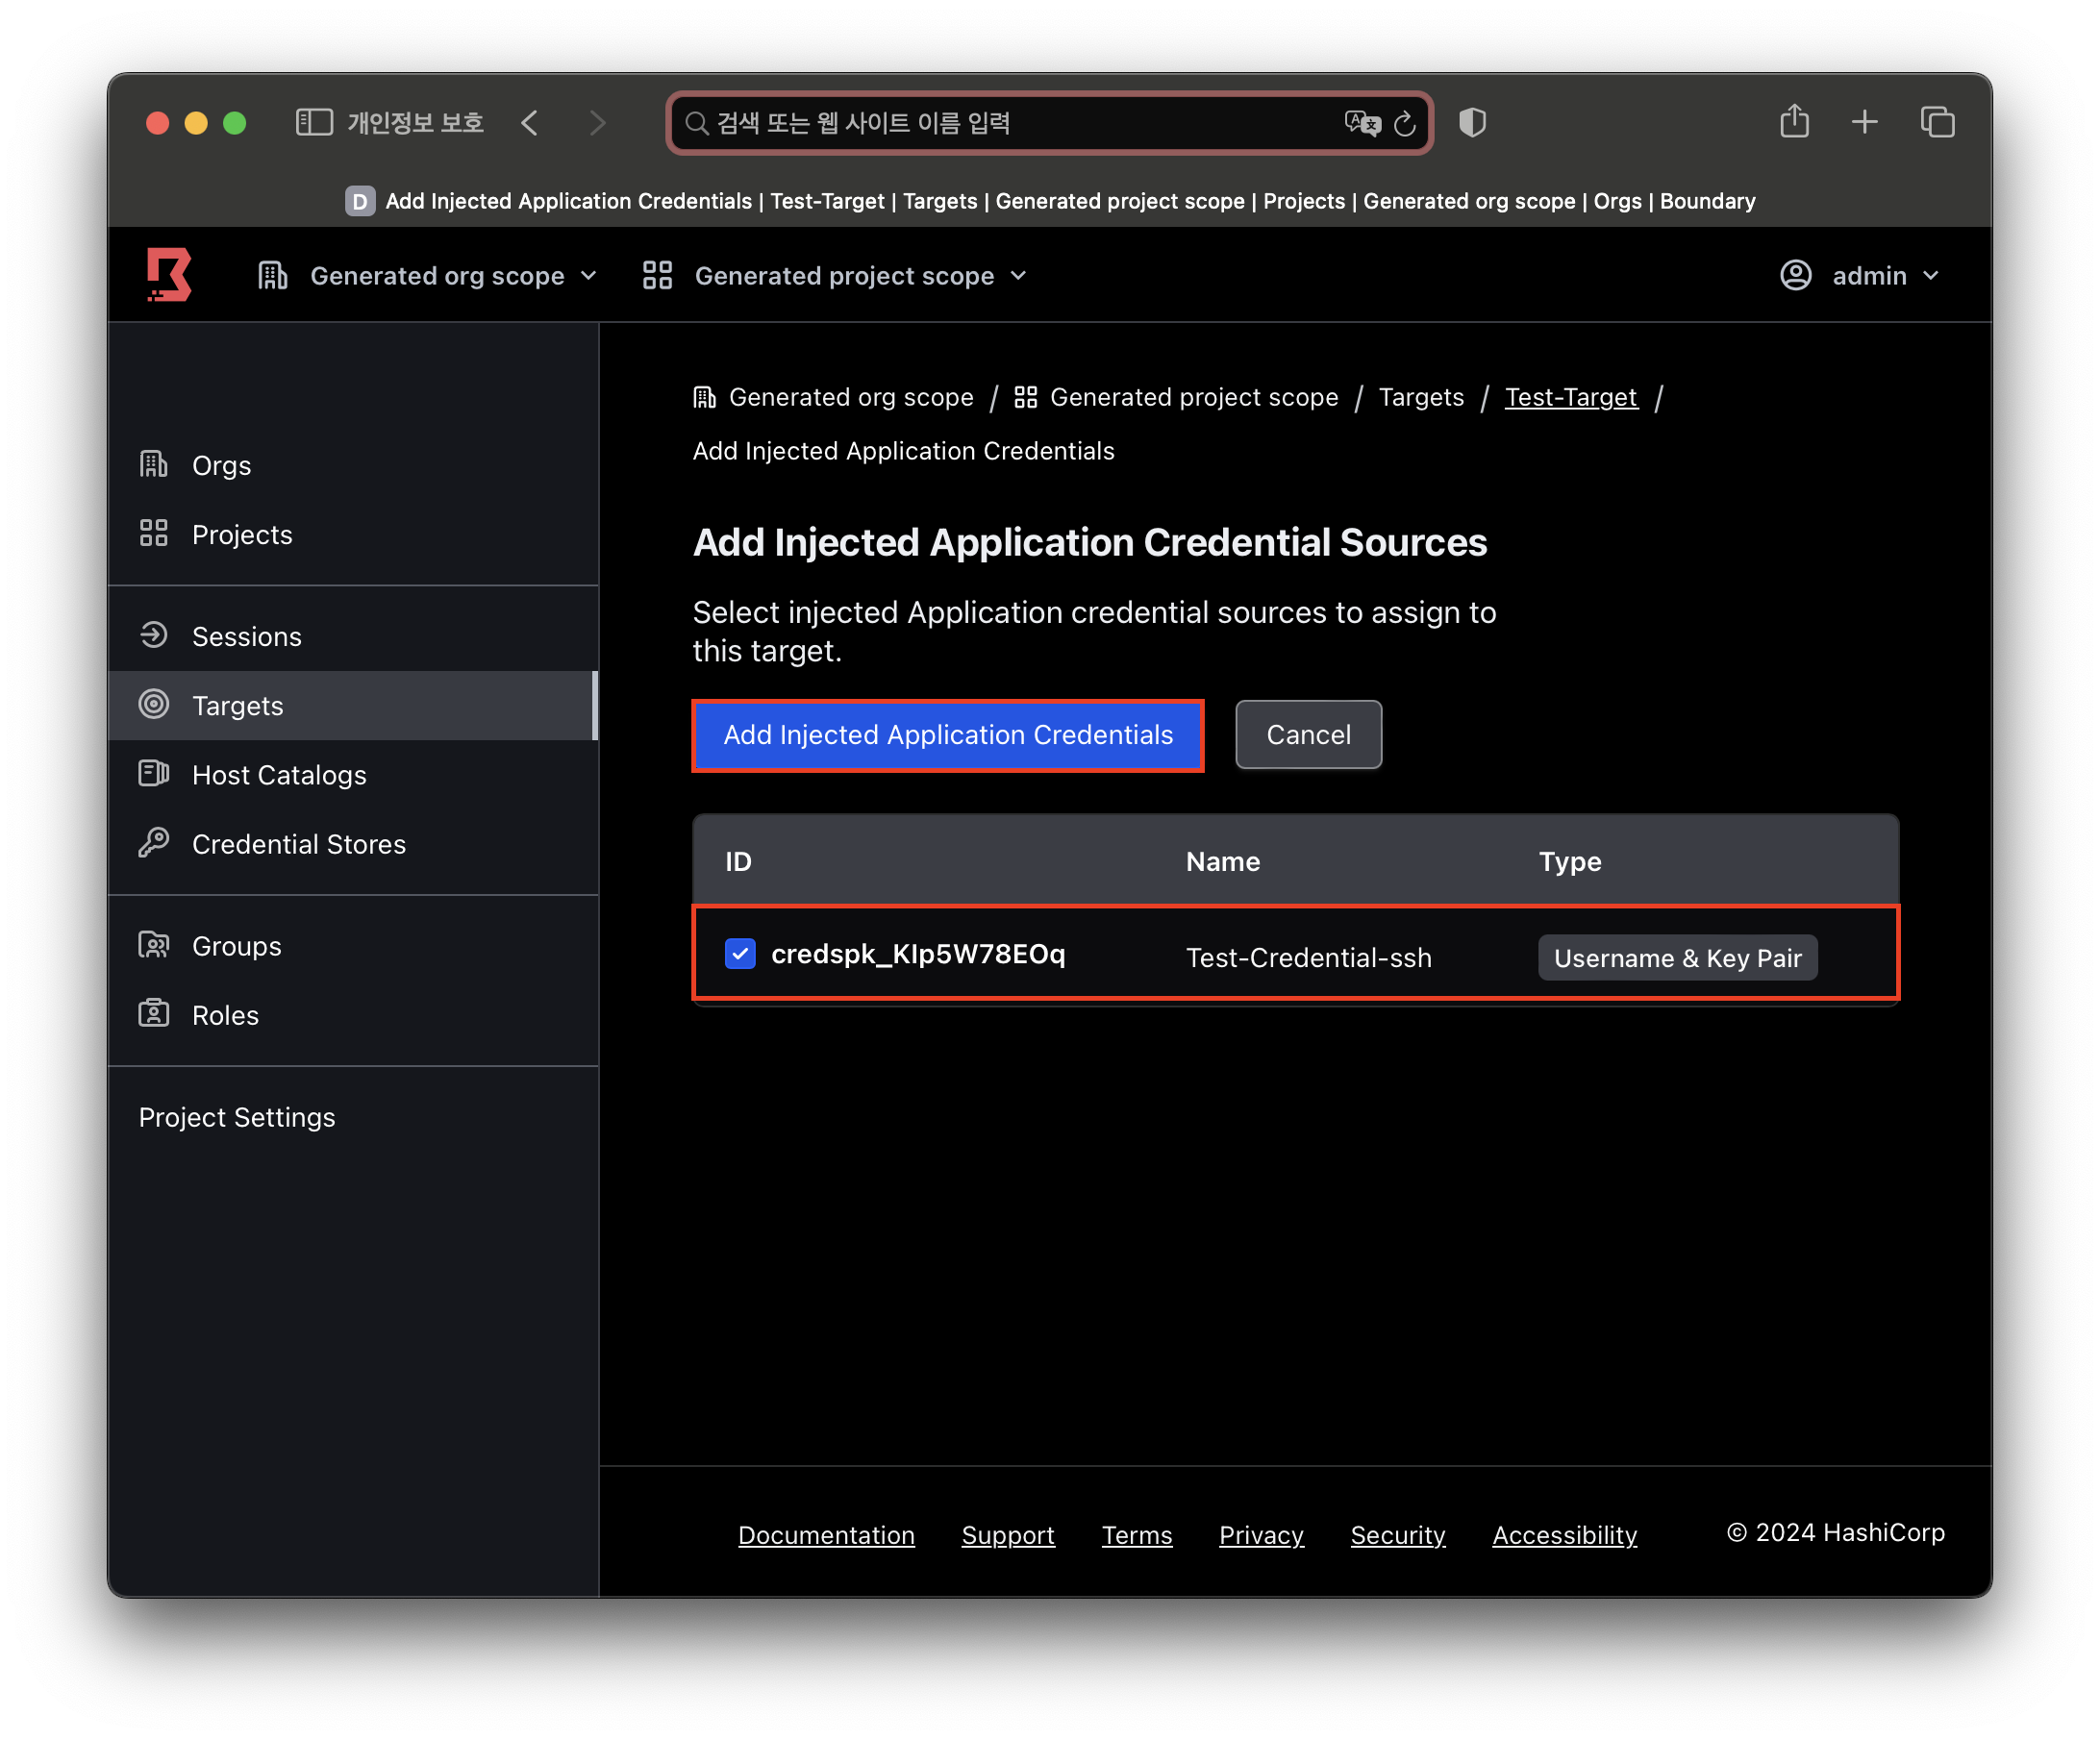 개인정보 보호
검색 또는 웹 사이트 이름 입력
D Add Injected Application Credentials | Test-Target | Targets | Generated project scope | Projects | Generated org scope | Orgs | Boundary
Generated org scope
Generated project scope
admin
Orgs
Projects
Sessions
Targets
Host Catalogs
Credential Stores
Groups
Roles
Project Settings
Generated org scope / Generated project scope / Targets / Test-Target /
Add Injected Application Credentials
Add Injected Application Credential Sources
Select injected Application credential sources to assign to
this target.
Add Injected Application Credentials
Cancel
ID Name Type
credspk_KIp5W78EOq Test-Credential-ssh Username & Key Pair
Documentation Support Terms Privacy Security Accessibility © 2024 HashiCorp